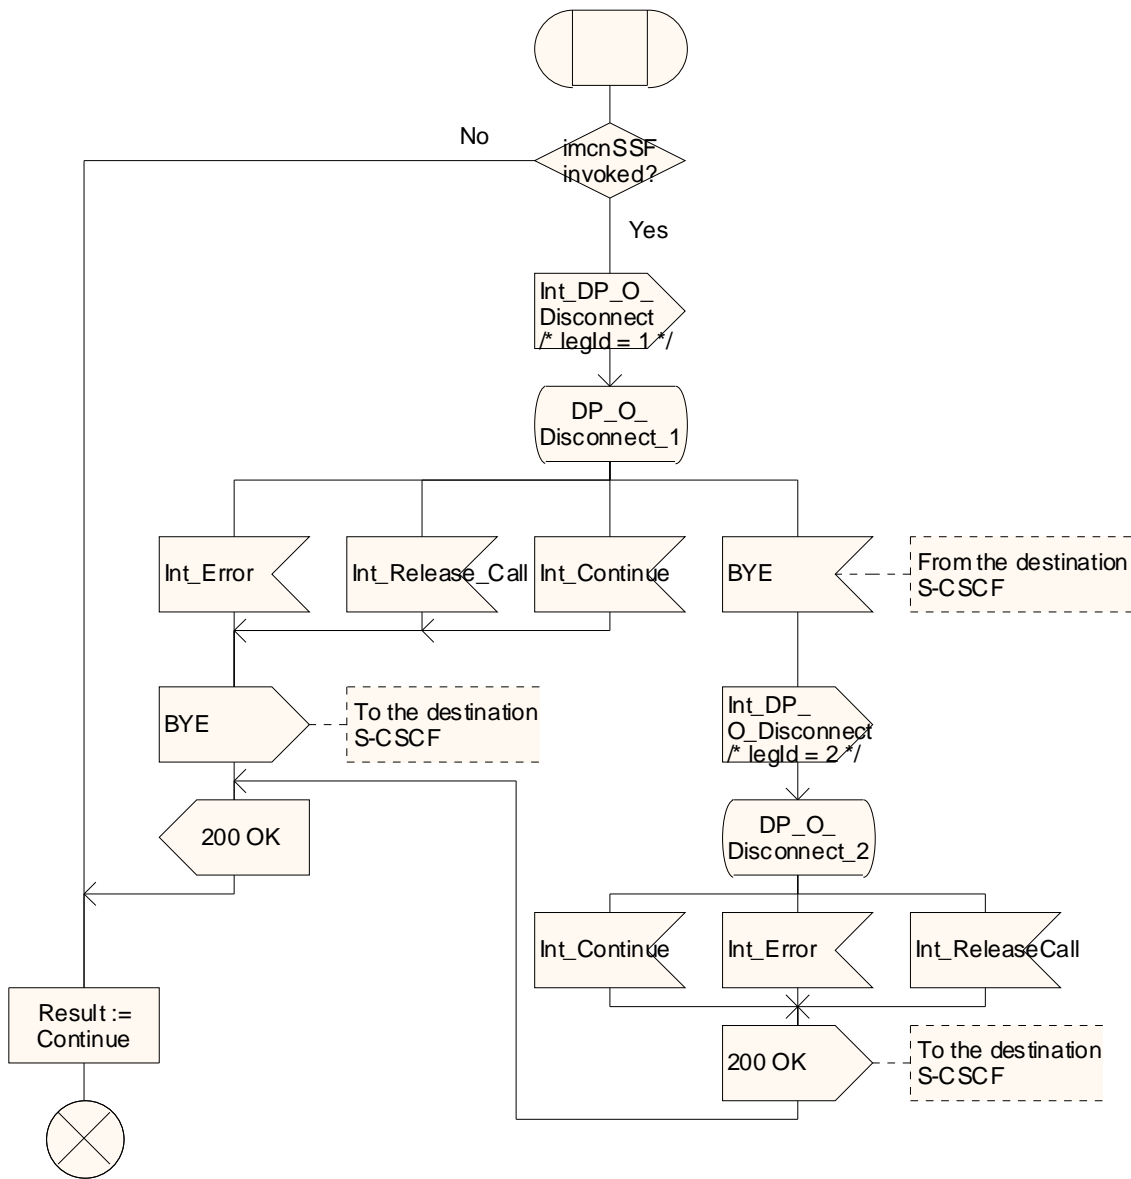 No
imcnSSF
invoked?
Yes
Int_DP_O_
Disconnect
/* legId = 1 */
DP_O_
Disconnect_1
Int_Error
Int_Release_Call
Int_Continue
BYE
From the destination
S-CSCF
BYE
To the destination
S-CSCF
Int_DP_
O_Disconnect
/* legId = 2 */
200 OK
DP_O_
Disconnect_2
Int_Continue
Int_Error
Int_ReleaseCall
Result :=
Continue
200 OK
To the destination
S-CSCF